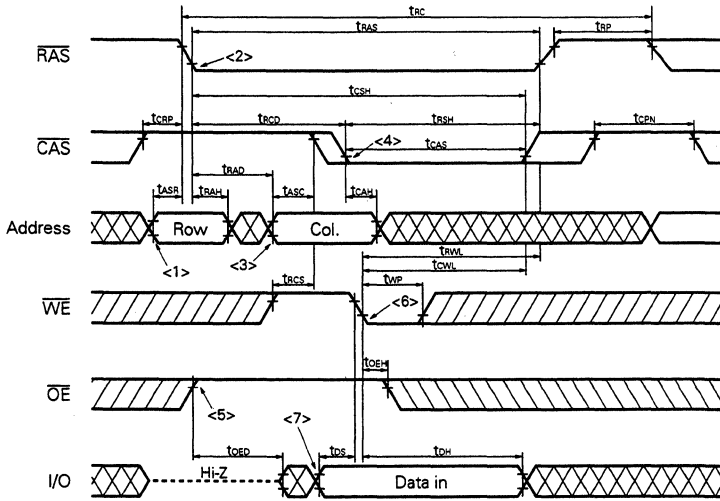 tRC
tRAS
tRP
RAS
<2>
tCSH
tCRP
tRCD
tRSH
tCPN
CAS
<4>
tCAS
tRAD
tASR
tRAH
tASC
tCAH
Address
Row
Col.
<1>
<3>
tRWL
tCWL
tRCS
tWP
WE
<6>
tOEH
OE
<5>
<7>
tOED
tDS
tDH
I/O
Hi-Z
Data in